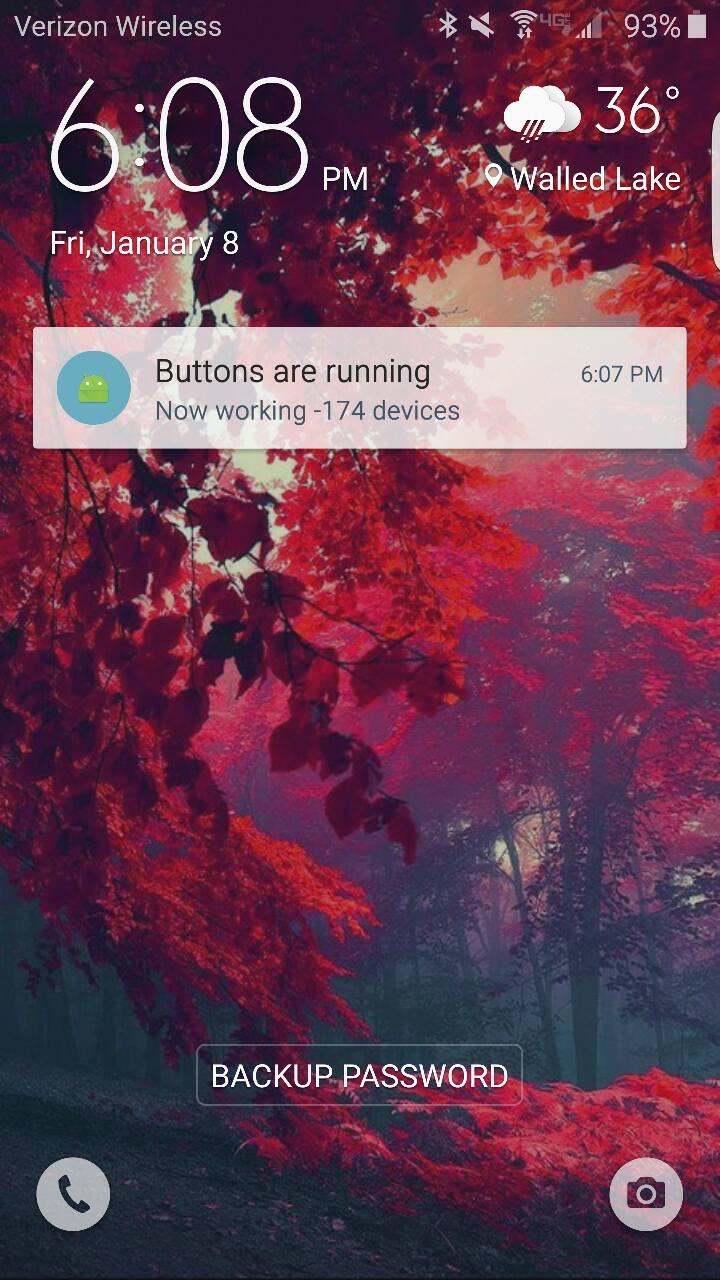 Verizon Wireless 4G LTE 93%
6:08 PM
36°
Walled Lake
Fri, January 8
Buttons are running 6:07 PM
Now working -174 devices
BACKUP PASSWORD